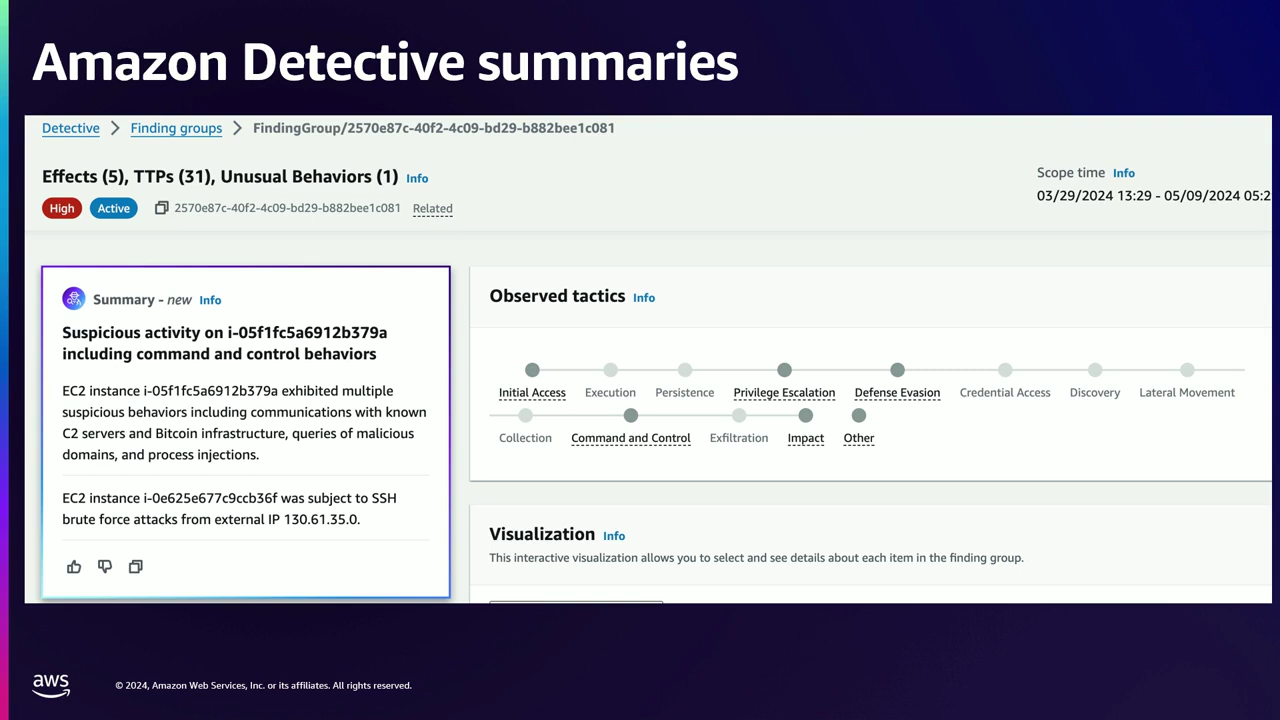 Amazon Detective summaries
Detective > Finding groups > FindingGroup/2570e87c-40f2-4c09-bd29-b882bee1c081
Effects (5), TTPs (31), Unusual Behaviors (1) Info
High Active 2570e87c-40f2-4c09-bd29-b882bee1c081 Related
Scope time Info
03/29/2024 13:29 - 05/09/2024 05:2
Summary - new Info
Suspicious activity on i-05f1fc5a6912b379a
including command and control behaviors
EC2 instance i-05f1fc5a6912b379a exhibited multiple
suspicious behaviors including communications with known
C2 servers and Bitcoin infrastructure, queries of malicious
domains, and process injections.
EC2 instance i-0e625e677c9ccb36f was subject to SSH
brute force attacks from external IP 130.61.35.0.
Observed tactics Info
Initial Access Execution Persistence Privilege Escalation Defense Evasion Credential Access Discovery Lateral Movement
Collection Command and Control Exfiltration Impact Other
Visualization Info
This interactive visualization allows you to select and see details about each item in the finding group.
aws
© 2024, Amazon Web Services, Inc. or its affiliates. All rights reserved.